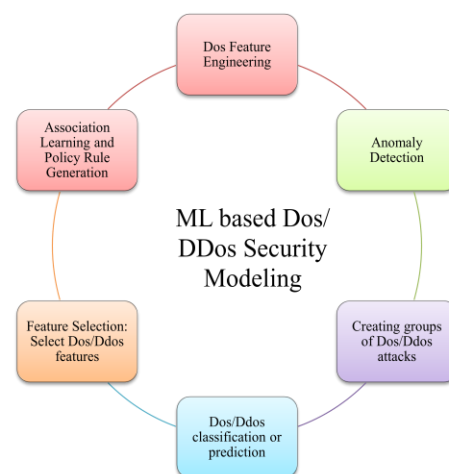 Dos Feature
Engineering
Association
Learning and
Policy Rule
Generation
Anomaly
Detection
ML based Dos/
DDos Security
Modeling
Feature Selection:
Select Dos/Ddos
features
Creating groups
of Dos/Ddos
attacks
Dos/Ddos
classification or
prediction